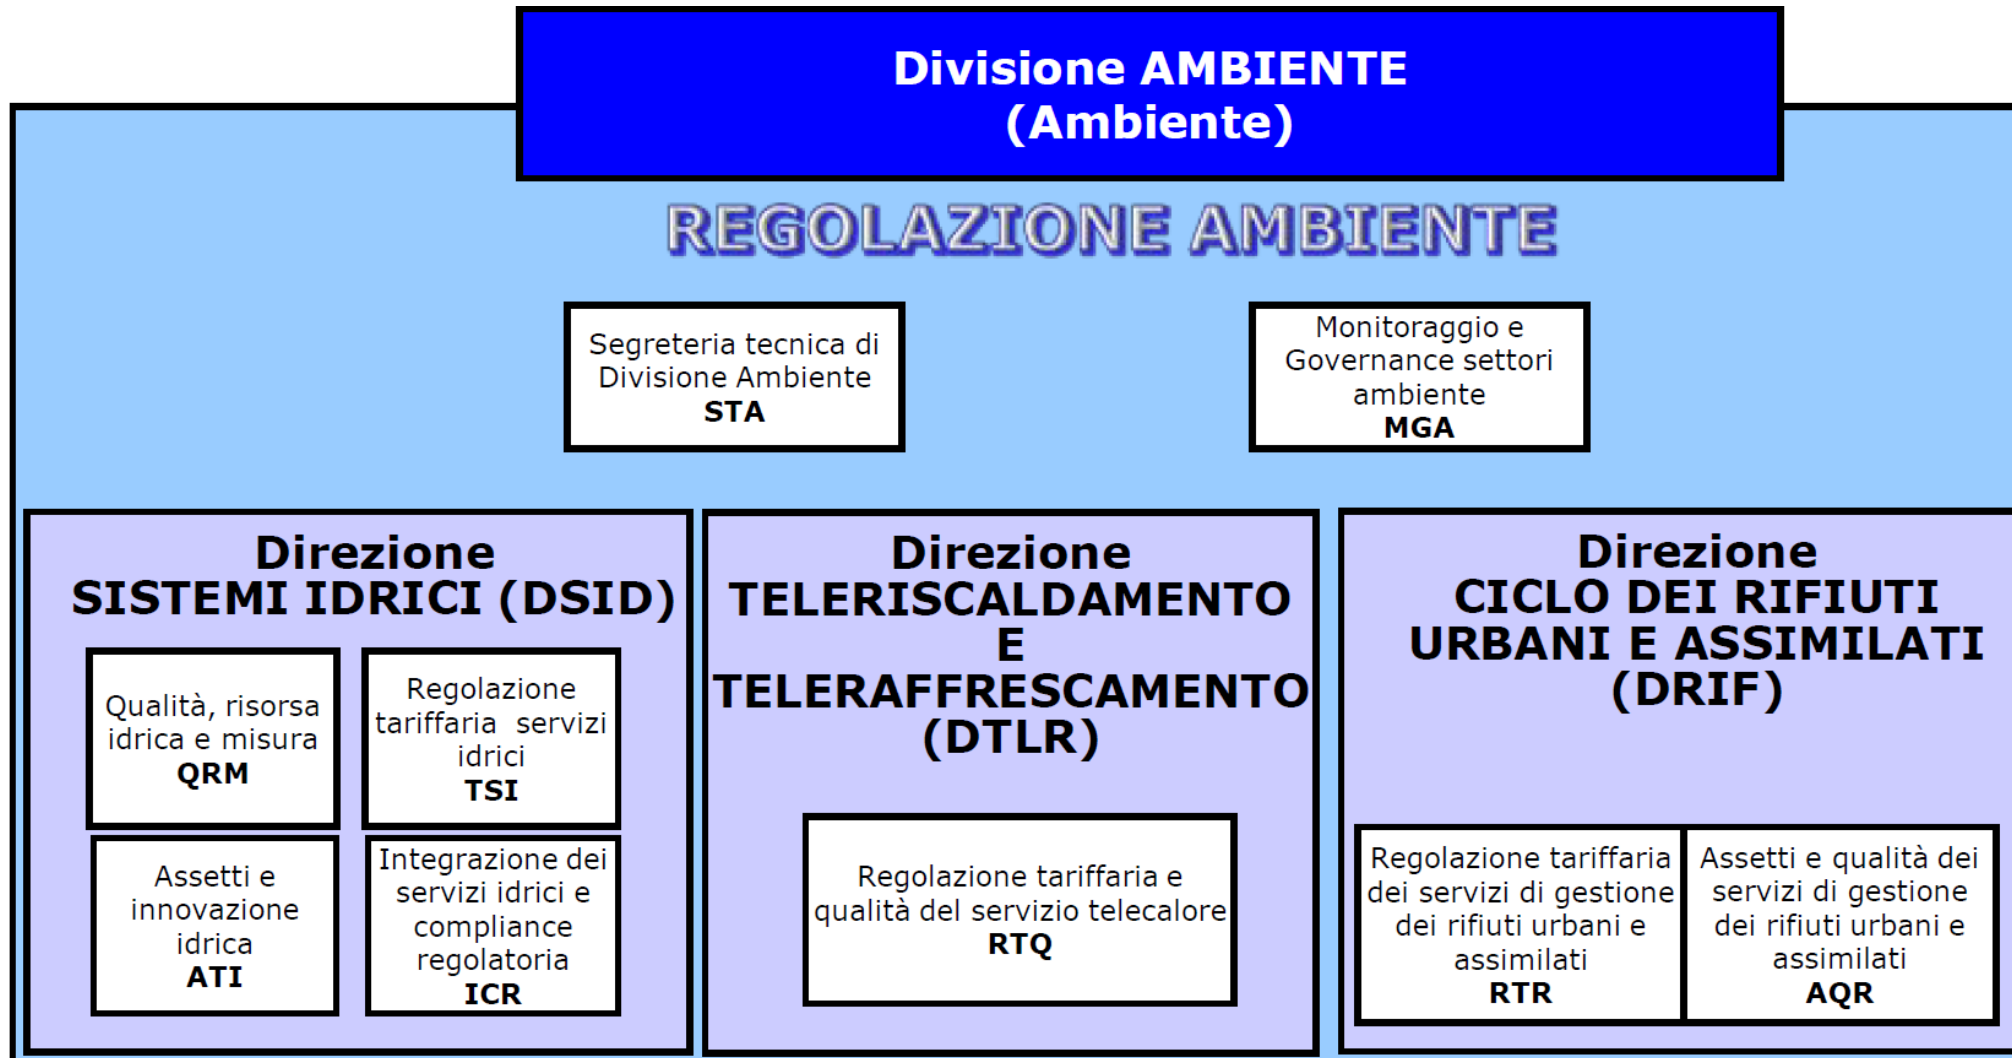 Divisione AMBIENTE
(Ambiente)
REGOLAZIONE AMBIENTE
Segreteria tecnica di
Divisione Ambiente
STA
Monitoraggio e
Governance settori
ambiente
MGA
Direzione
SISTEMI IDRICI (DSID)
Qualità, risorsa
idrica e misura
QRM
Regolazione
tariffaria servizi
idrici
TSI
Assetti e
innovazione
idrica
ATI
Integrazione dei
servizi idrici e
compliance
regolatoria
ICR
Direzione
TELERISCALDAMENTO
E
TELERAFFRESCAMENTO
(DTLR)
Regolazione tariffaria e
qualità del servizio telecalore
RTQ
Direzione
CICLO DEI RIFIUTI
URBANI E ASSIMILATI
(DRIF)
Regolazione tariffaria
dei servizi di gestione
dei rifiuti urbani e
assimilati
RTR
Assetti e qualità dei
servizi di gestione
dei rifiuti urbani e
assimilati
AQR